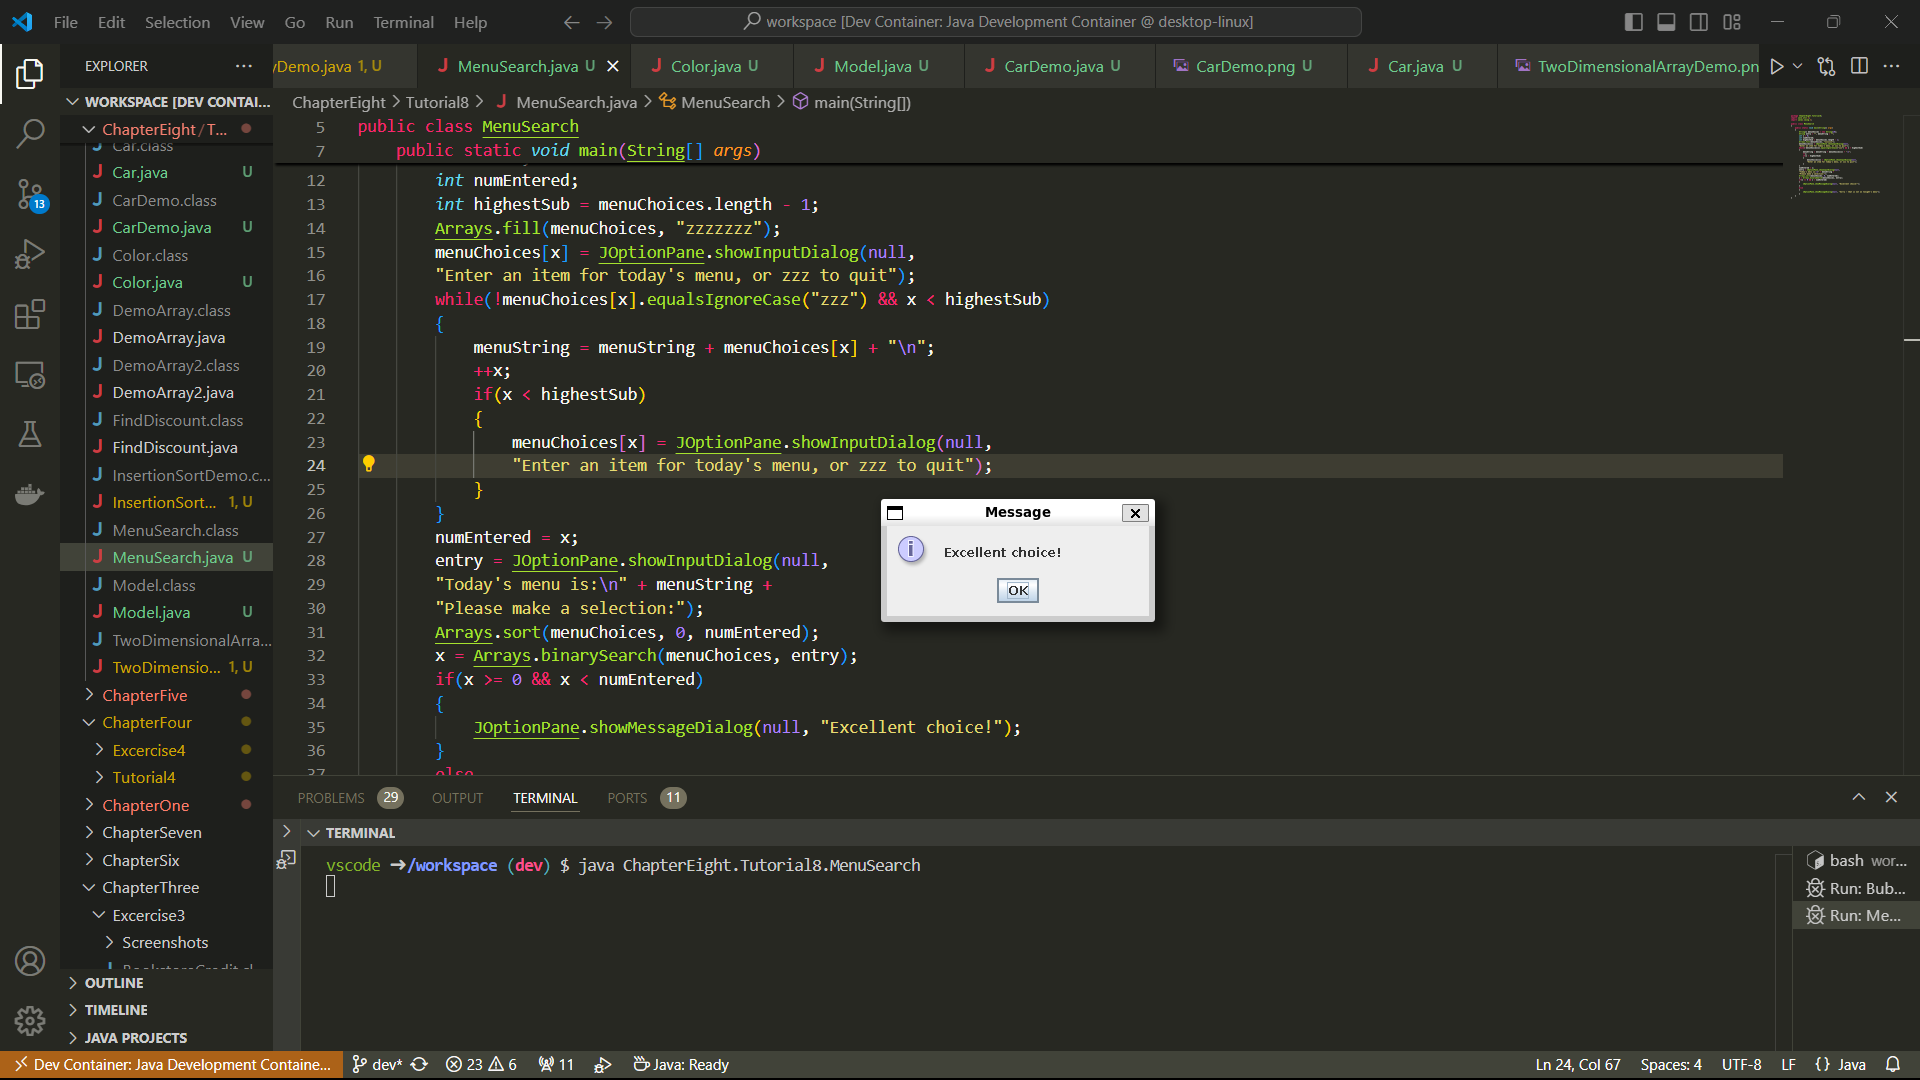 File Edit Selection View Go Run Terminal Help
workspace [Dev Container: Java Development Container @ desktop-linux]
EXPLORER
yDemo.java 1, U
MenuSearch.java U
Color.java U
Model.java U
CarDemo.java U
CarDemo.png U
Car.java U
TwoDimensionalArrayDemo.pn
WORKSPACE [DEV CONTAI...
ChapterEight > Tutorial8 > MenuSearch.java > MenuSearch > main(String[])
ChapterEight / T...
Car.class
Car.java U
CarDemo.class
CarDemo.java U
Color.class
Color.java U
DemoArray.class
DemoArray.java
DemoArray2.class
DemoArray2.java
FindDiscount.class
FindDiscount.java
InsertionSortDemo.c...
InsertionSort... 1, U
MenuSearch.class
MenuSearch.java U
Model.class
Model.java U
TwoDimensionalArra...
TwoDimensio... 1, U
ChapterFive
ChapterFour
Excercise4
Tutorial4
ChapterOne
ChapterSeven
ChapterSix
ChapterThree
Excercise3
Screenshots
BookstoreCredit.cl
OUTLINE
TIMELINE
JAVA PROJECTS
13
5 public class MenuSearch
7 public static void main(String[] args)
12 int numEntered;
13 int highestSub = menuChoices.length - 1;
14 Arrays.fill(menuChoices, "zzzzzzz");
15 menuChoices[x] = JOptionPane.showInputDialog(null,
16 "Enter an item for today's menu, or zzz to quit");
17 while(!menuChoices[x].equalsIgnoreCase("zzz") && x < highestSub)
18 {
19 menuString = menuString + menuChoices[x] + "\n";
20 ++x;
21 if(x < highestSub)
22 {
23 menuChoices[x] = JOptionPane.showInputDialog(null,
24 "Enter an item for today's menu, or zzz to quit");
25 }
26 }
27 numEntered = x;
28 entry = JOptionPane.showInputDialog(null,
29 "Today's menu is:\n" + menuString +
30 "Please make a selection:");
31 Arrays.sort(menuChoices, 0, numEntered);
32 x = Arrays.binarySearch(menuChoices, entry);
33 if(x >= 0 && x < numEntered)
34 {
35 JOptionPane.showMessageDialog(null, "Excellent choice!");
36 }
37 else
Message
Excellent choice!
OK
PROBLEMS 29 OUTPUT TERMINAL PORTS 11
TERMINAL
vscode ➜/workspace (dev) $ java ChapterEight.Tutorial8.MenuSearch
bash wor...
Run: Bub...
Run: Me...
Dev Container: Java Development Containe... dev* 23 6 11 Java: Ready
Ln 24, Col 67 Spaces: 4 UTF-8 LF {} Java